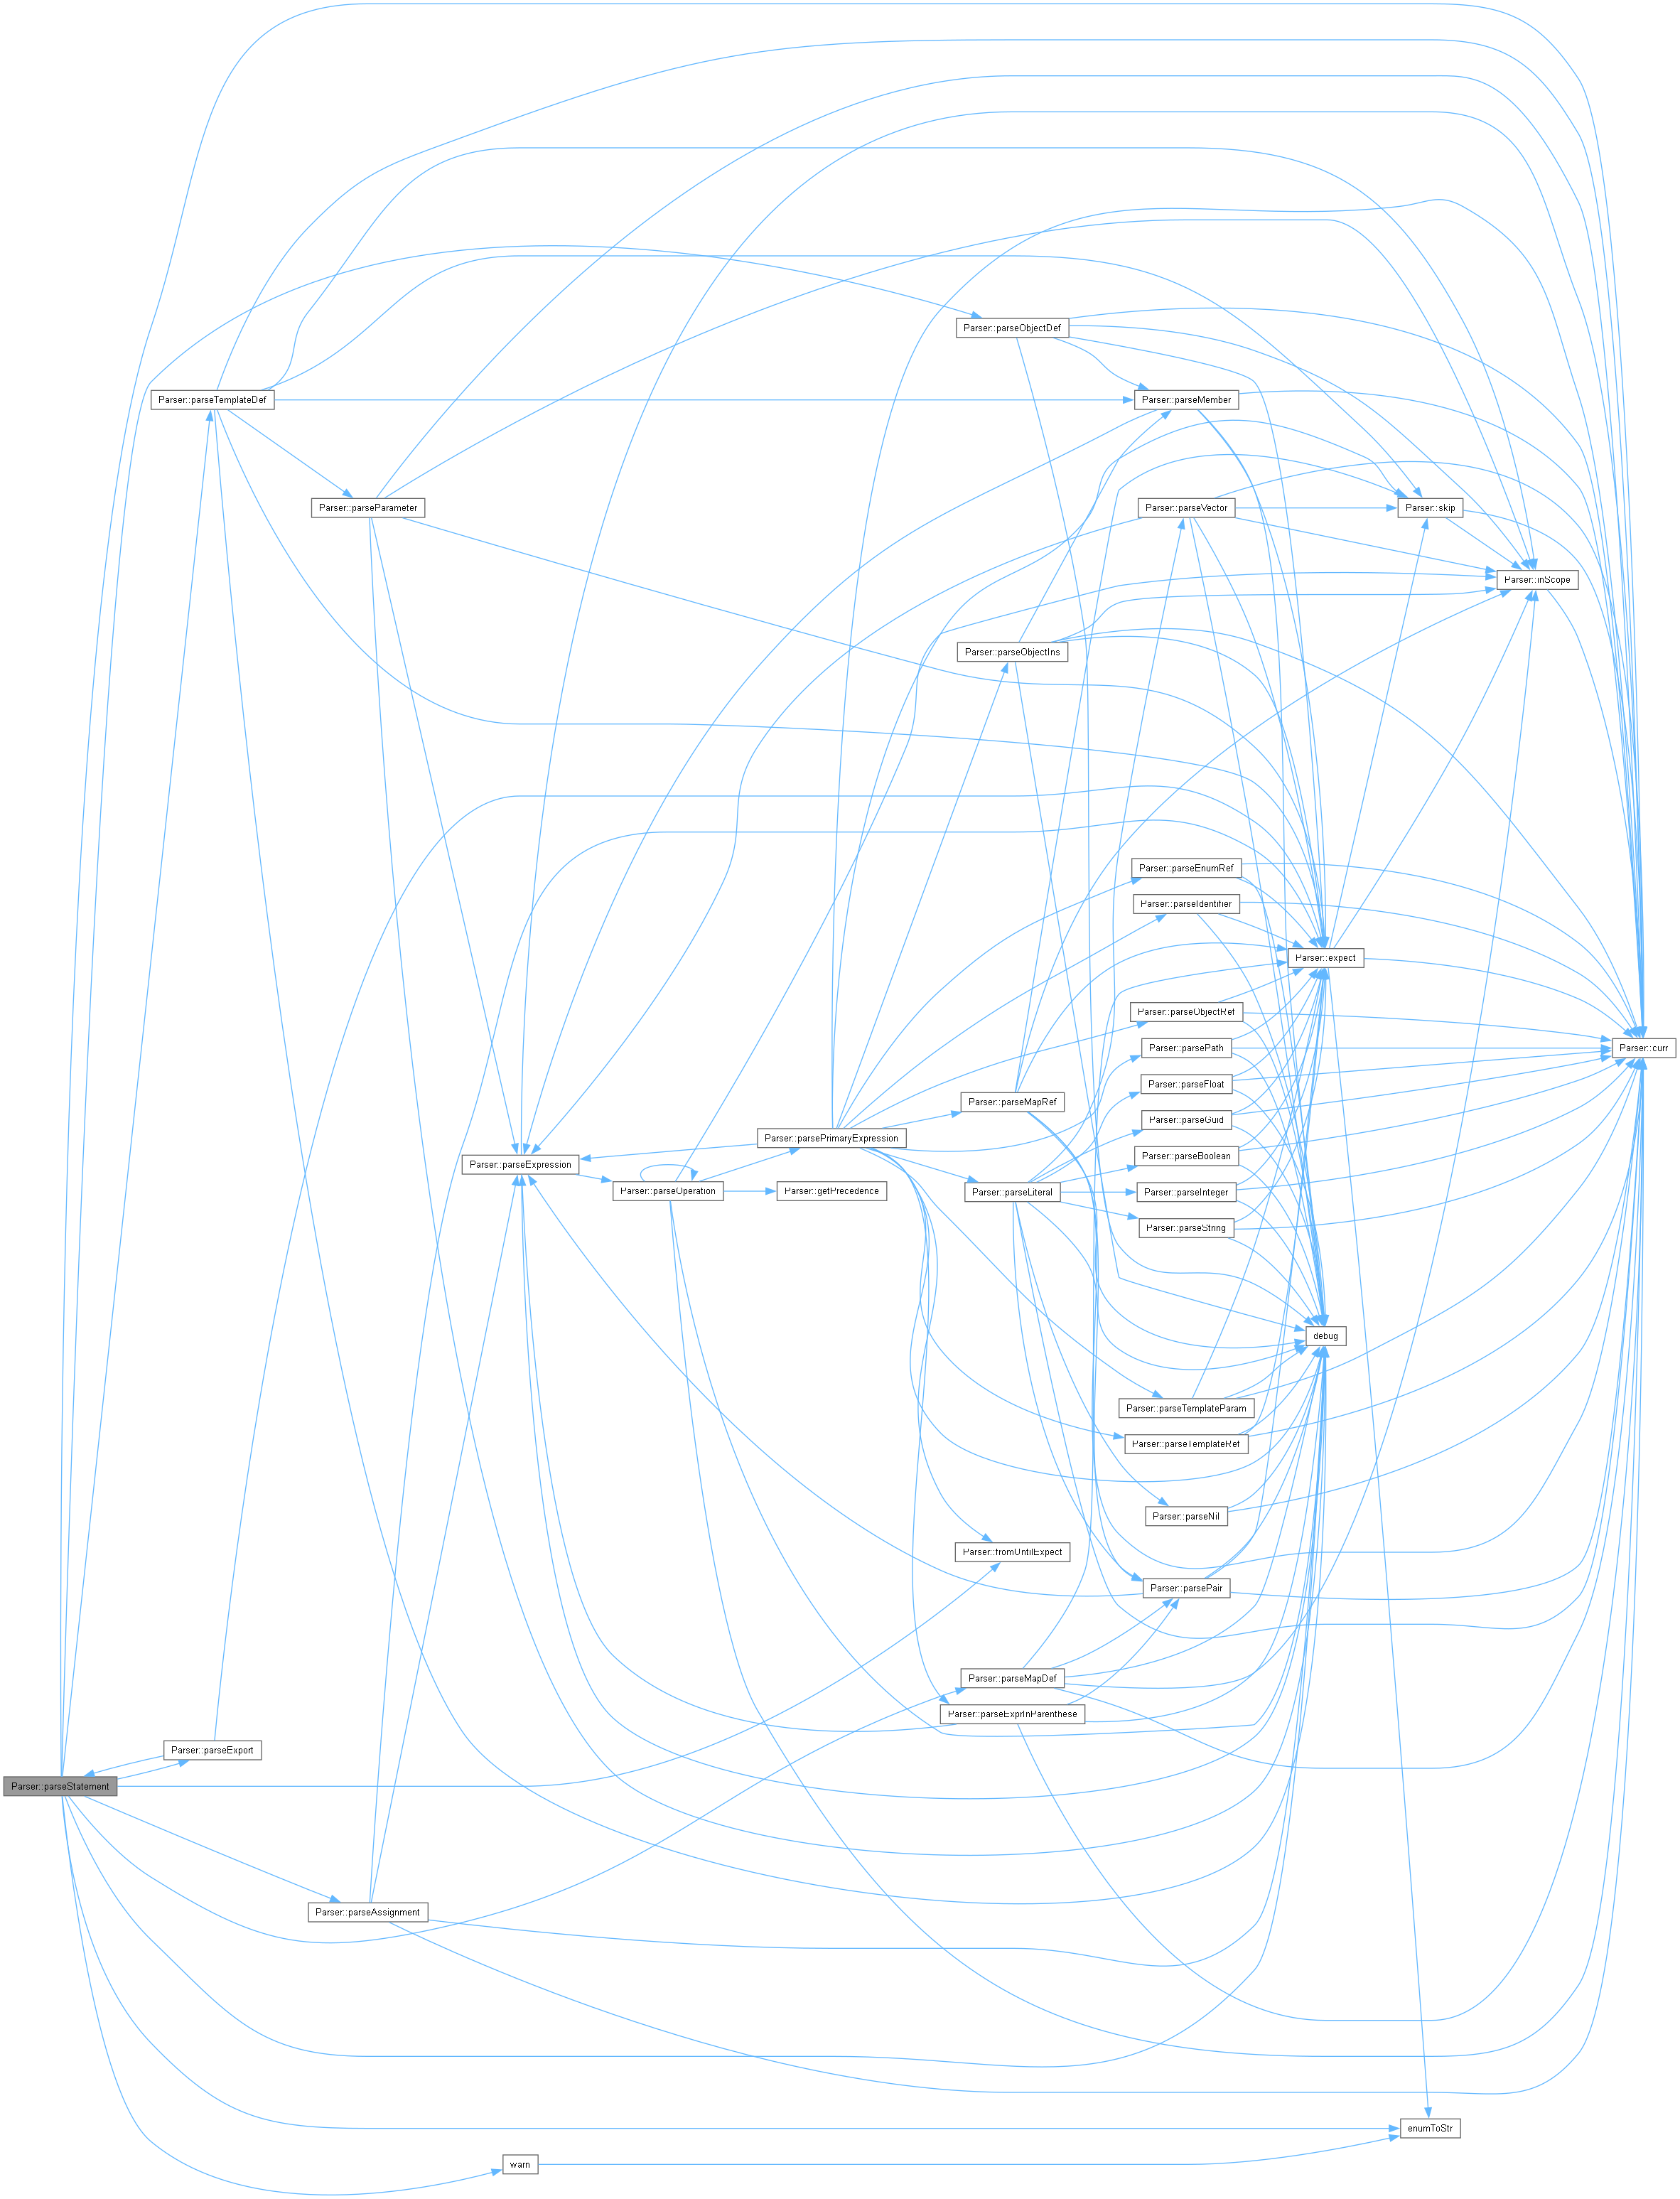 Parser::parseObjectDef
Parser::parseTemplateDef
Parser::parseMember
Parser::parseParameter
Parser::parseVector
Parser::skip
Parser::inScope
Parser::parseObjectIns
Parser::parseEnumRef
Parser::parseIdentifier
Parser::expect
Parser::parseObjectRef
Parser::parsePath
Parser::curr
Parser::parseFloat
Parser::parseMapRef
Parser::parseGuid
Parser::parsePrimaryExpression
Parser::parseBoolean
Parser::parseExpression
Parser::parseOperation
Parser::getPrecedence
Parser::parseLiteral
Parser::parseInteger
Parser::parseString
debug
Parser::parseTemplateParam
Parser::parseTemplateRef
Parser::parseNil
Parser::fromUntilExpect
Parser::parsePair
Parser::parseMapDef
Parser::parseExprInParenthese
Parser::parseExport
Parser::parseStatement
Parser::parseAssignment
enumToStr
warn